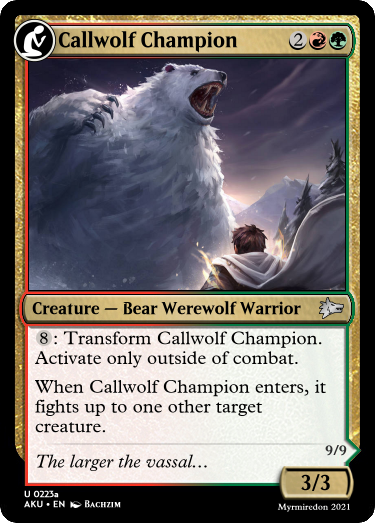 Callwolf Champion 2
Creature — Bear Werewolf Warrior
8: Transform Callwolf Champion.
Activate only outside of combat.
When Callwolf Champion enters, it
fights up to one other target
creature.
9/9
The larger the vassal…
3/3
U 0223a
AKU • EN Bachzim
Myrmiredon 2021